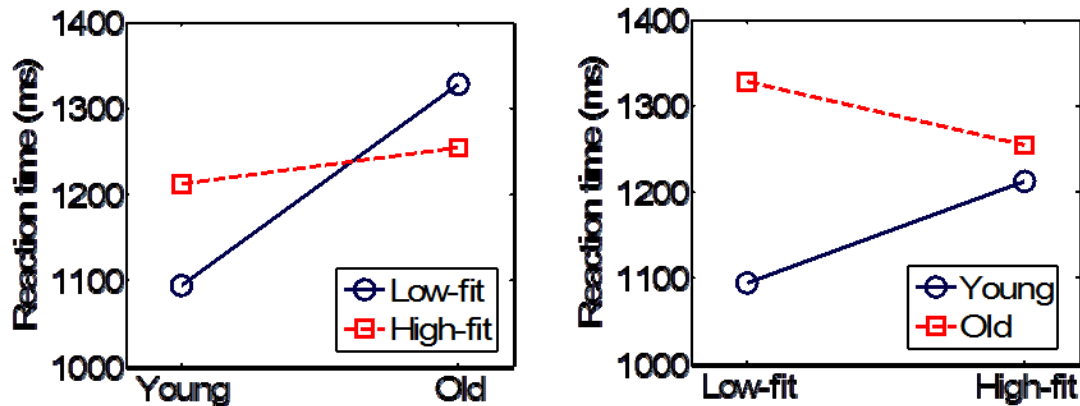 Reaction time (ms)
1400
1300
1200
1100
1000
Young
Old
Low-fit
High-fit
Reaction time (ms)
1400
1300
1200
1100
1000
Low-fit
High-fit
Young
Old